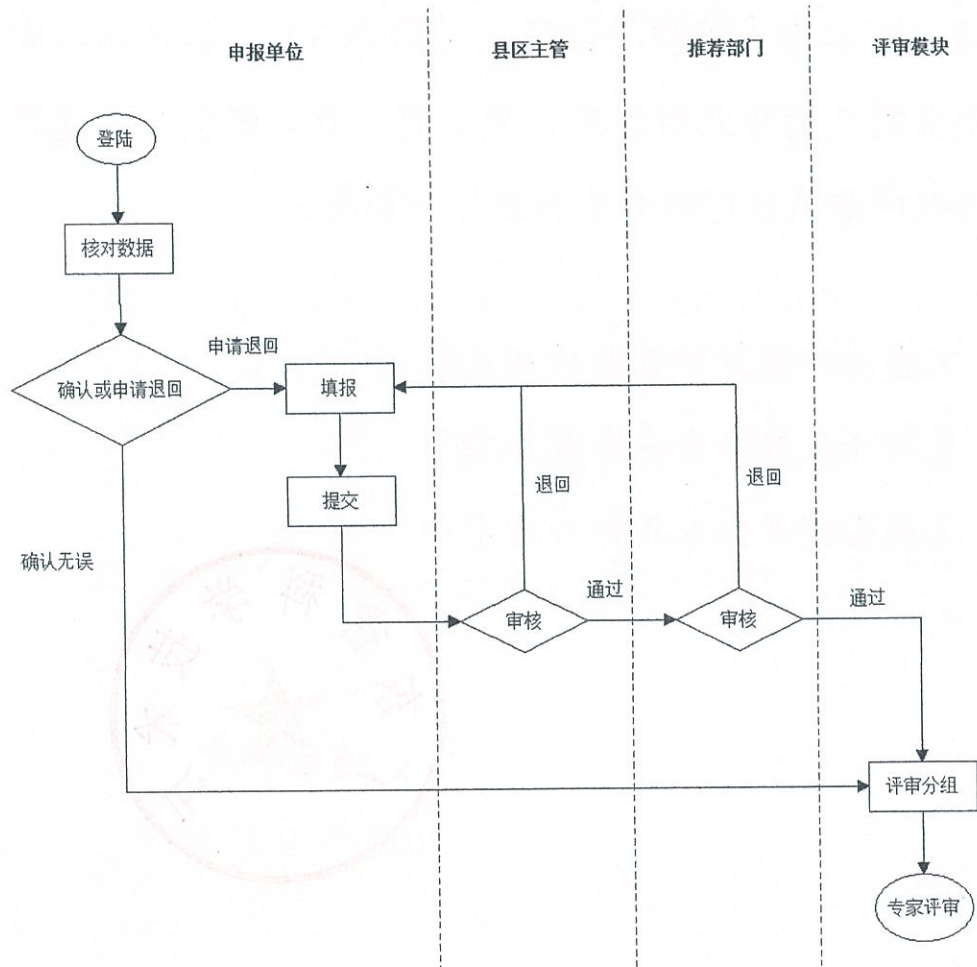 申报单位 县区主管 推荐部门 评审模块
登陆
核对数据
申请退回
确认或申请退回
填报
提交
退回
退回
确认无误
审核
通过
审核
通过
评审分组
专家评审